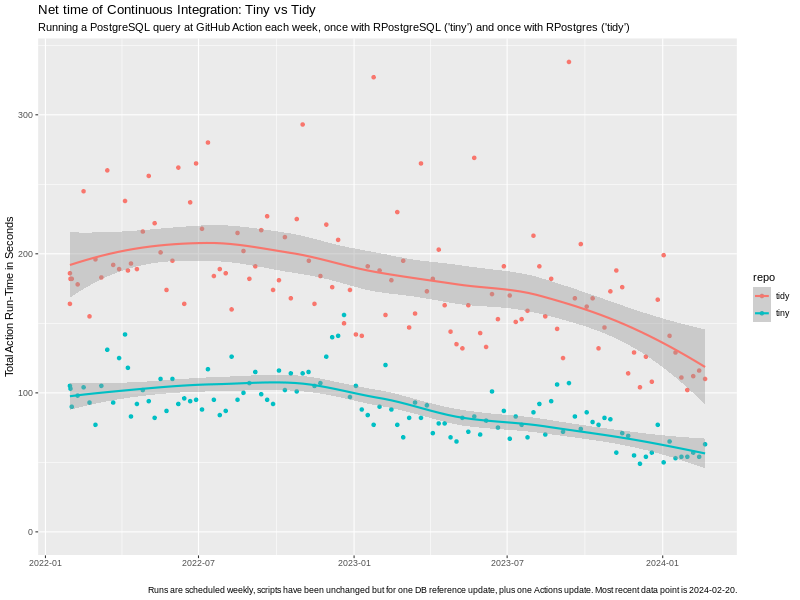 Net time of Continuous Integration: Tiny vs Tidy
Running a PostgreSQL query at GitHub Action each week, once with RPostgreSQL ('tiny') and once with RPostgres ('tidy')
Total Action Run-Time in Seconds
300
200
100
0
2022-01
2022-07
2023-01
2023-07
2024-01
repo
tidy
tiny
Runs are scheduled weekly, scripts have been unchanged but for one DB reference update, plus one Actions update. Most recent data point is 2024-02-20.